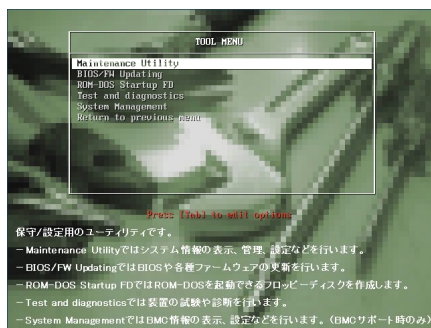 TOOL MENU
Maintenance Utility
BIOS/FW Updating
ROM-DOS Startup FD
Test and diagnostics
System Management
Return to previous menu
Press [Tab] to edit options
保守/設定用のユーティリティです。
－Maintenance Utilityではシステム情報の表示、管理、設定などを行います。
－BIOS/FW UpdatingではBIOSや各種ファームウェアの更新を行います。
－ROM-DOS Startup FDではROM-DOSを起動できるフロッピーディスクを作成します。
－Test and diagnosticsでは装置の試験や診断を行います。
－System ManagementではBMC情報の表示、設定などを行います。(BMCサポート時のみ)